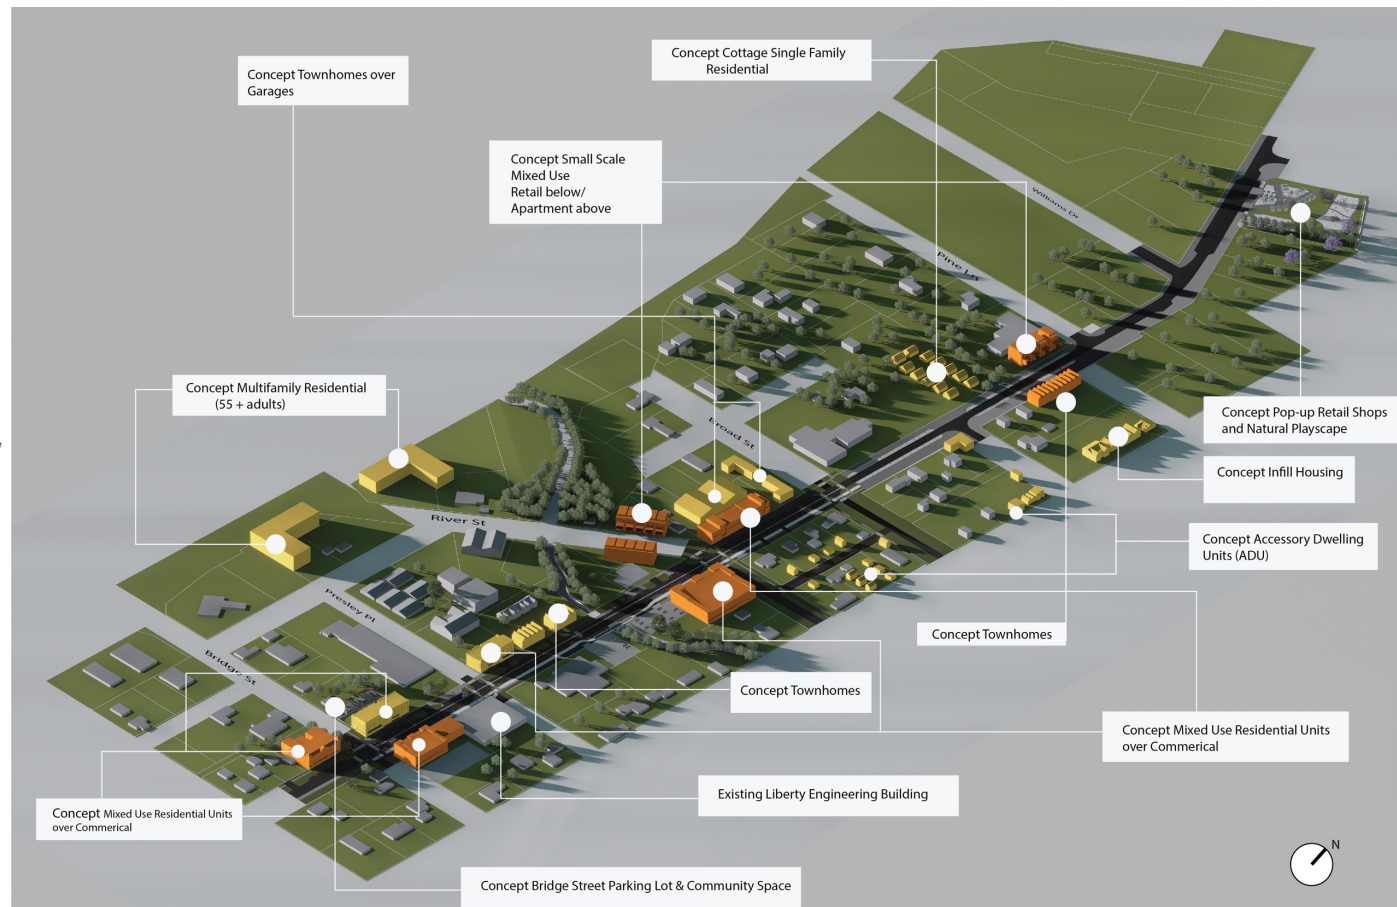 Concept Cottage Single Family
Residential
Concept Townhomes over
Garages
Concept Small Scale
Mixed Use
Retail below/
Apartment above
Williams Dr
Pine Ln
Concept Multifamily Residential
(55 + adults)
Concept Pop-up Retail Shops
and Natural Playscape
Broad St
e
Concept Infill Housing
River St
Concept Accessory Dwelling
Units (ADU)
Presley Pl
Concept Townhomes
Bridge St
Concept Townhomes
Concept Mixed Use Residential Units
over Commerical
Existing Liberty Engineering Building
Concept Mixed Use Residential Units
over Commerical
N
Concept Bridge Street Parking Lot & Community Space